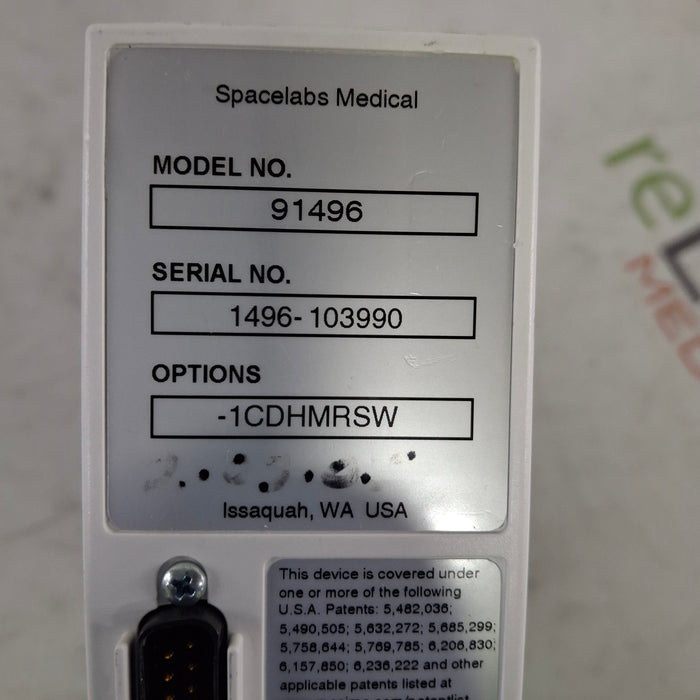 Spacelabs Medical
MODEL NO.
91496
SERIAL NO.
1496-103990
OPTIONS
-1CDHMRSW
Issaquah, WA USA
This device is covered under
one or more of the following
U.S.A. Patents: 5,482,036;
5,490,505; 5,632,272; 5,685,299;
5,758,644; 5,769,785; 6,206,830;
6,157,850; 6,236,222 and other
applicable patents listed at
reL
MED